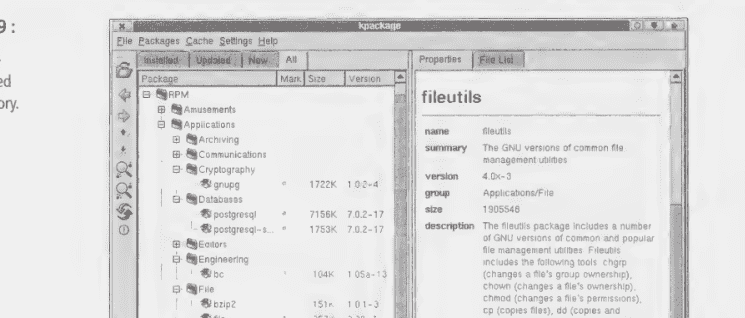 9 :
ed
ory.
kpackage
File Packages Cache Settings Help
Installed Updated New All
Properties File List
Package Mark Size Version
RPM
Amusements
Applications
Archiving
Communications
Cryptography
gnupg 1722K 1.0.2-4
Databases
postgresql 7156K 7.0.2-17
postgresql-s... 1753K 7.0.2-17
Editors
Engineering
bc 104K 1.05a-13
File
bzip2 151K 1.0.1-3
fileutils
name fileutils
summary The GNU versions of common file
management utilities
version 4.0x-3
group Applications/File
size 1905548
description The fileutils package includes a number
of GNU versions of common and popular
file management utilities. Fileutils
includes the following tools: chgrp
(changes a file's group ownership),
chown (changes a file's ownership),
chmod (changes a file's permissions),
cp (copies files), dd (copies and